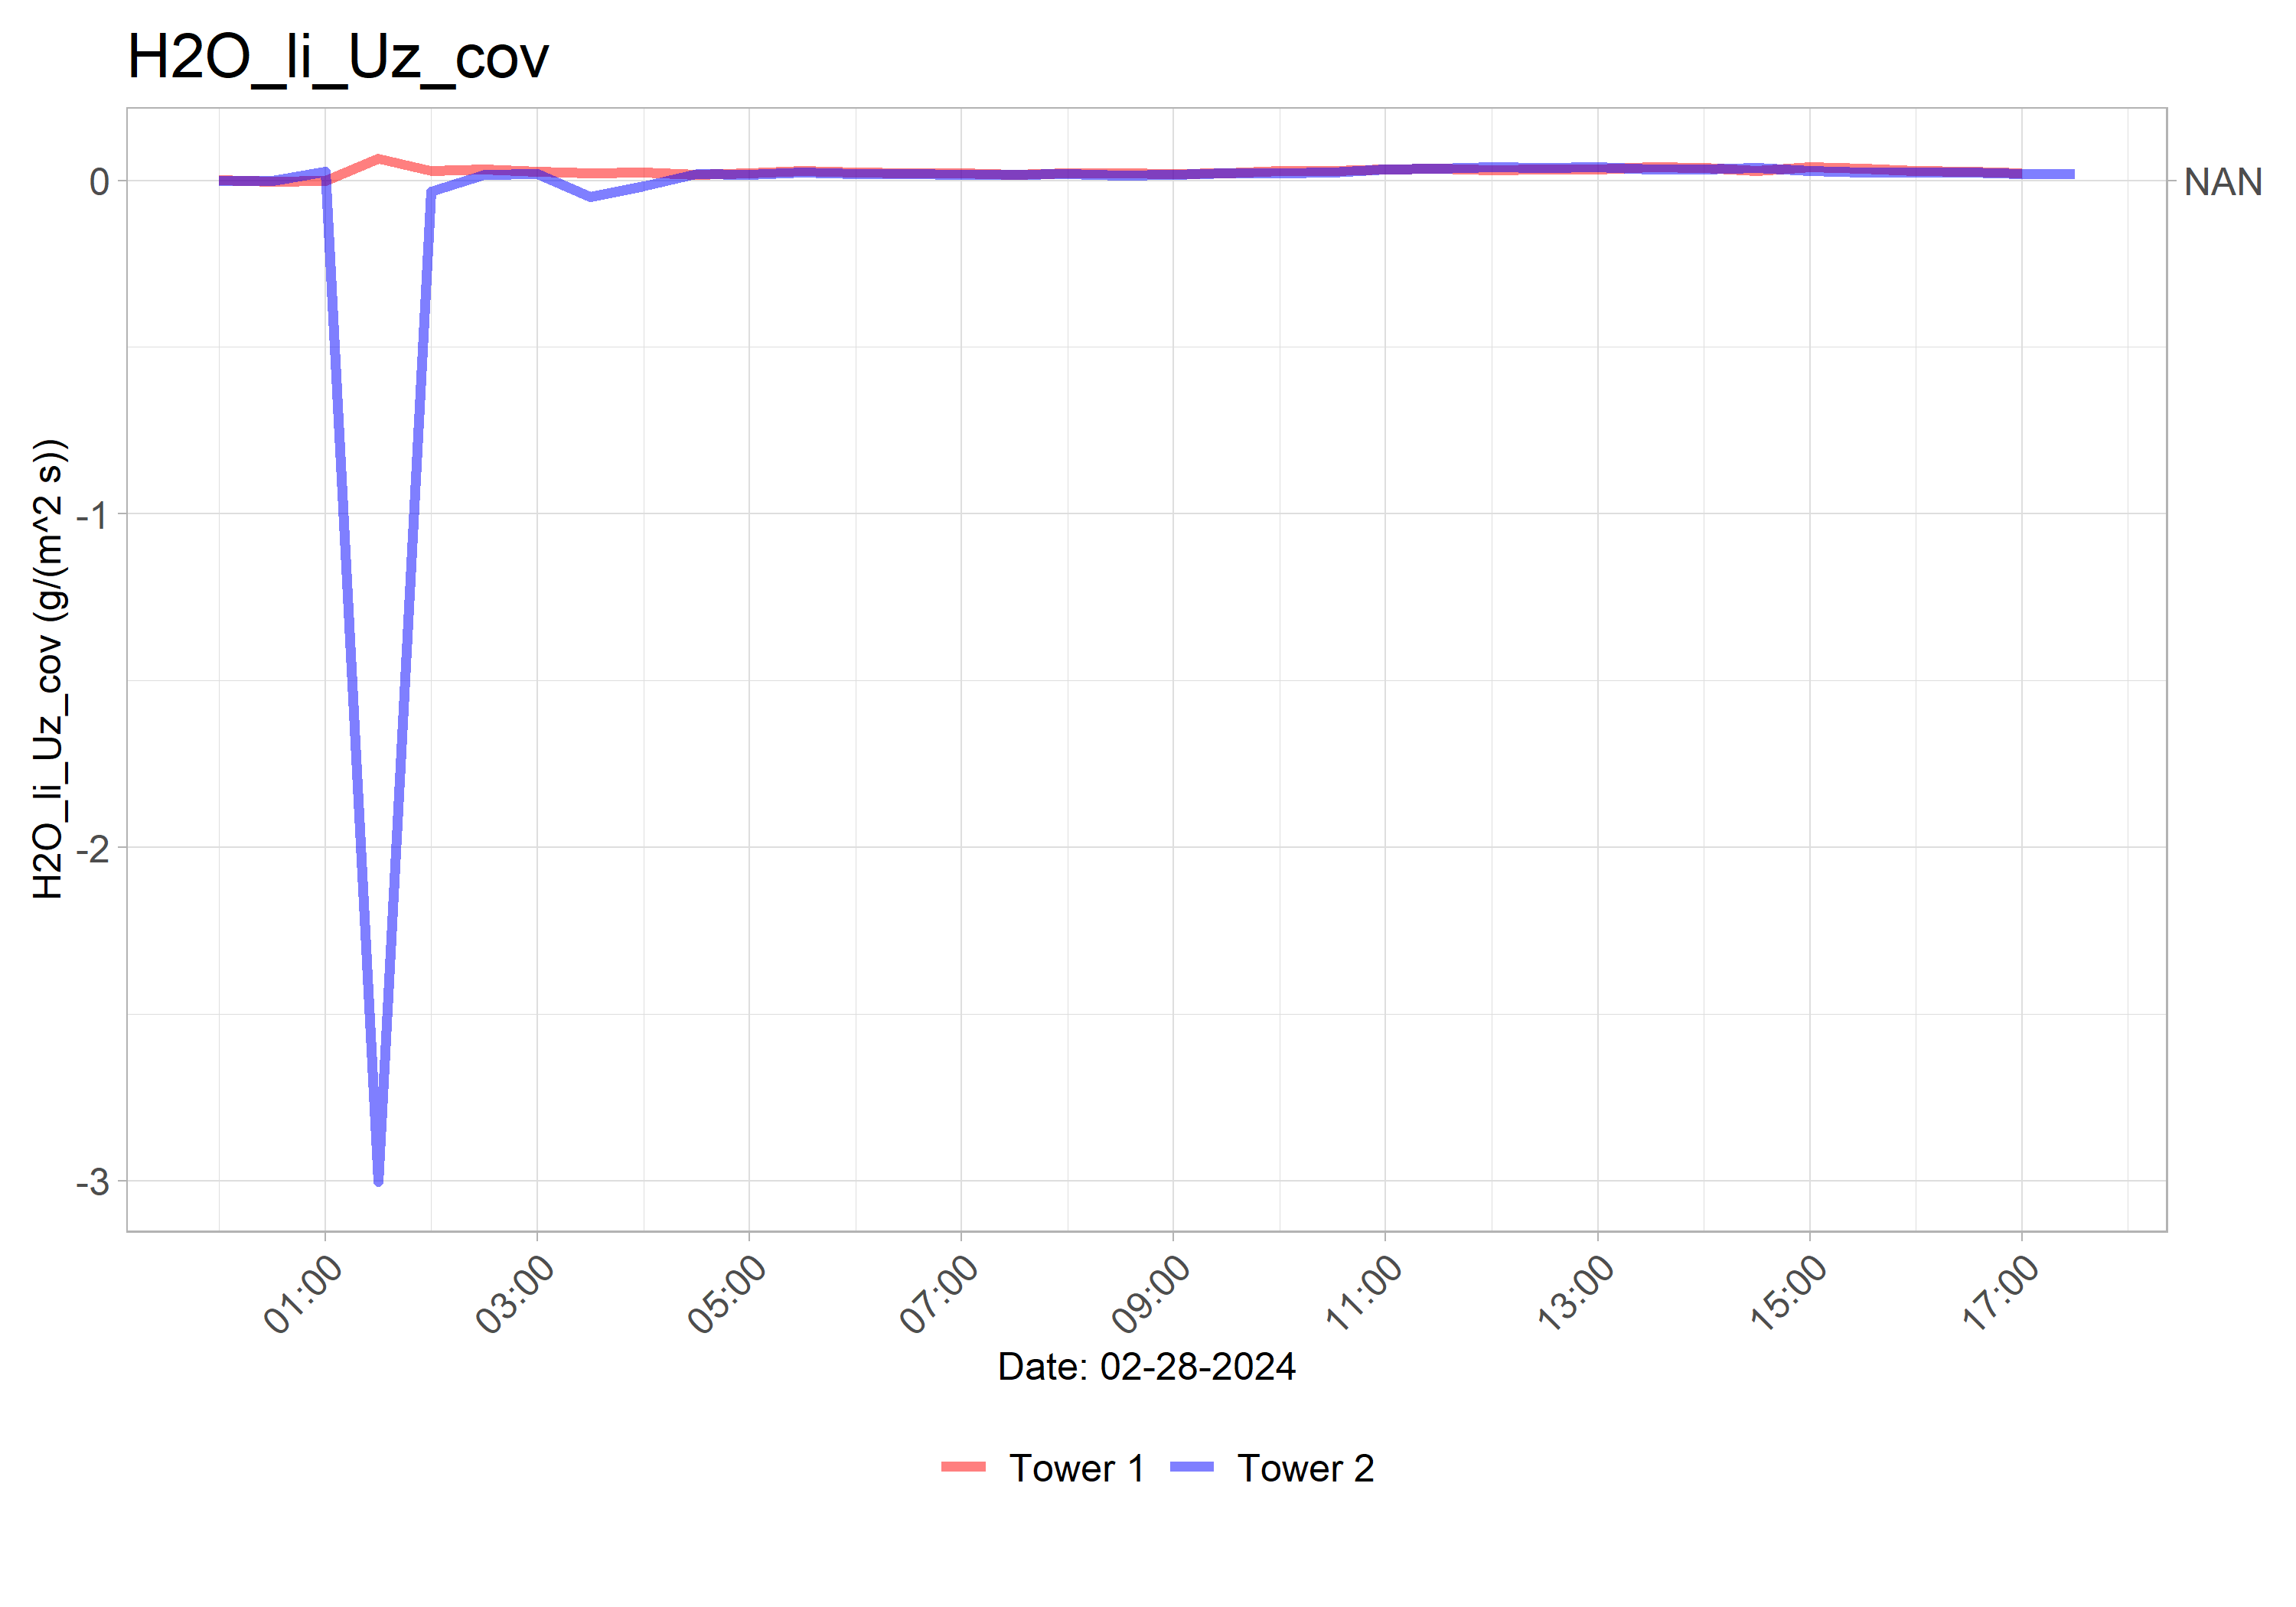 H2O_li_Uz_cov
H2O_li_Uz_cov (g/(m^2 s))
0
-1
-2
-3
NAN
01:00
03:00
05:00
07:00
09:00
11:00
13:00
15:00
17:00
Date: 02-28-2024
Tower 1 Tower 2